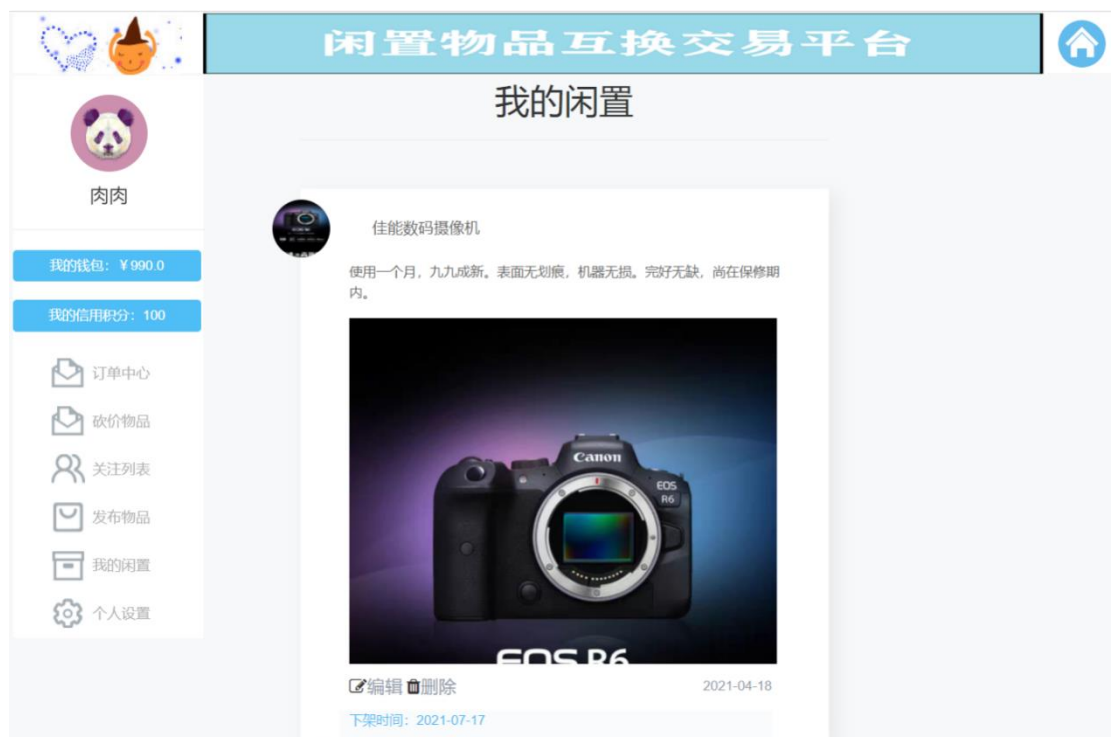 闲置物品互换交易平台
肉肉
我的钱包：￥990.0
我的信用积分：100
订单中心
砍价物品
关注列表
发布物品
我的闲置
个人设置
我的闲置
佳能数码摄像机
使用一个月，九九成新。表面无划痕，机器无损。完好无缺，尚在保修期
内。
Canon
EOS
R6
EOS R6
编辑 删除
2021-04-18
下架时间：2021-07-17